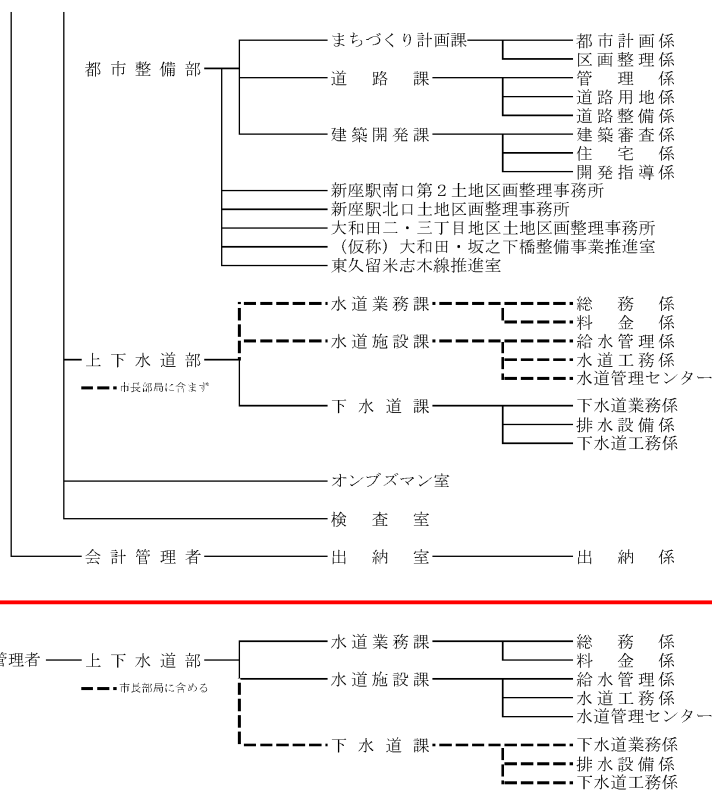 まちづくり計画課 都市計画係
区画整理係
都市整備部 道路課 管理係
道路用地係
道路整備係
建築開発課 建築審査係
住宅係
開発指導係
新座駅南口第２土地区画整理事務所
新座駅北口土地区画整理事務所
大和田二・三丁目地区土地区画整理事務所
（仮称）大和田・坂之下橋整備事業推進室
東久留米志木線推進室
水道業務課 総務係
料金係
水道施設課 給水管理係
上下水道部 水道工務係
市長部局に含まず 水道管理センター
下水道課 下水道業務係
排水設備係
下水道工務係
オンブズマン室
検査室
会計管理者 出納室 出納係
水道業務課 総務係
管理者 上下水道部 料金係
水道施設課 給水管理係
市長部局に含める 水道工務係
水道管理センター
下水道課 下水道業務係
排水設備係
下水道工務係